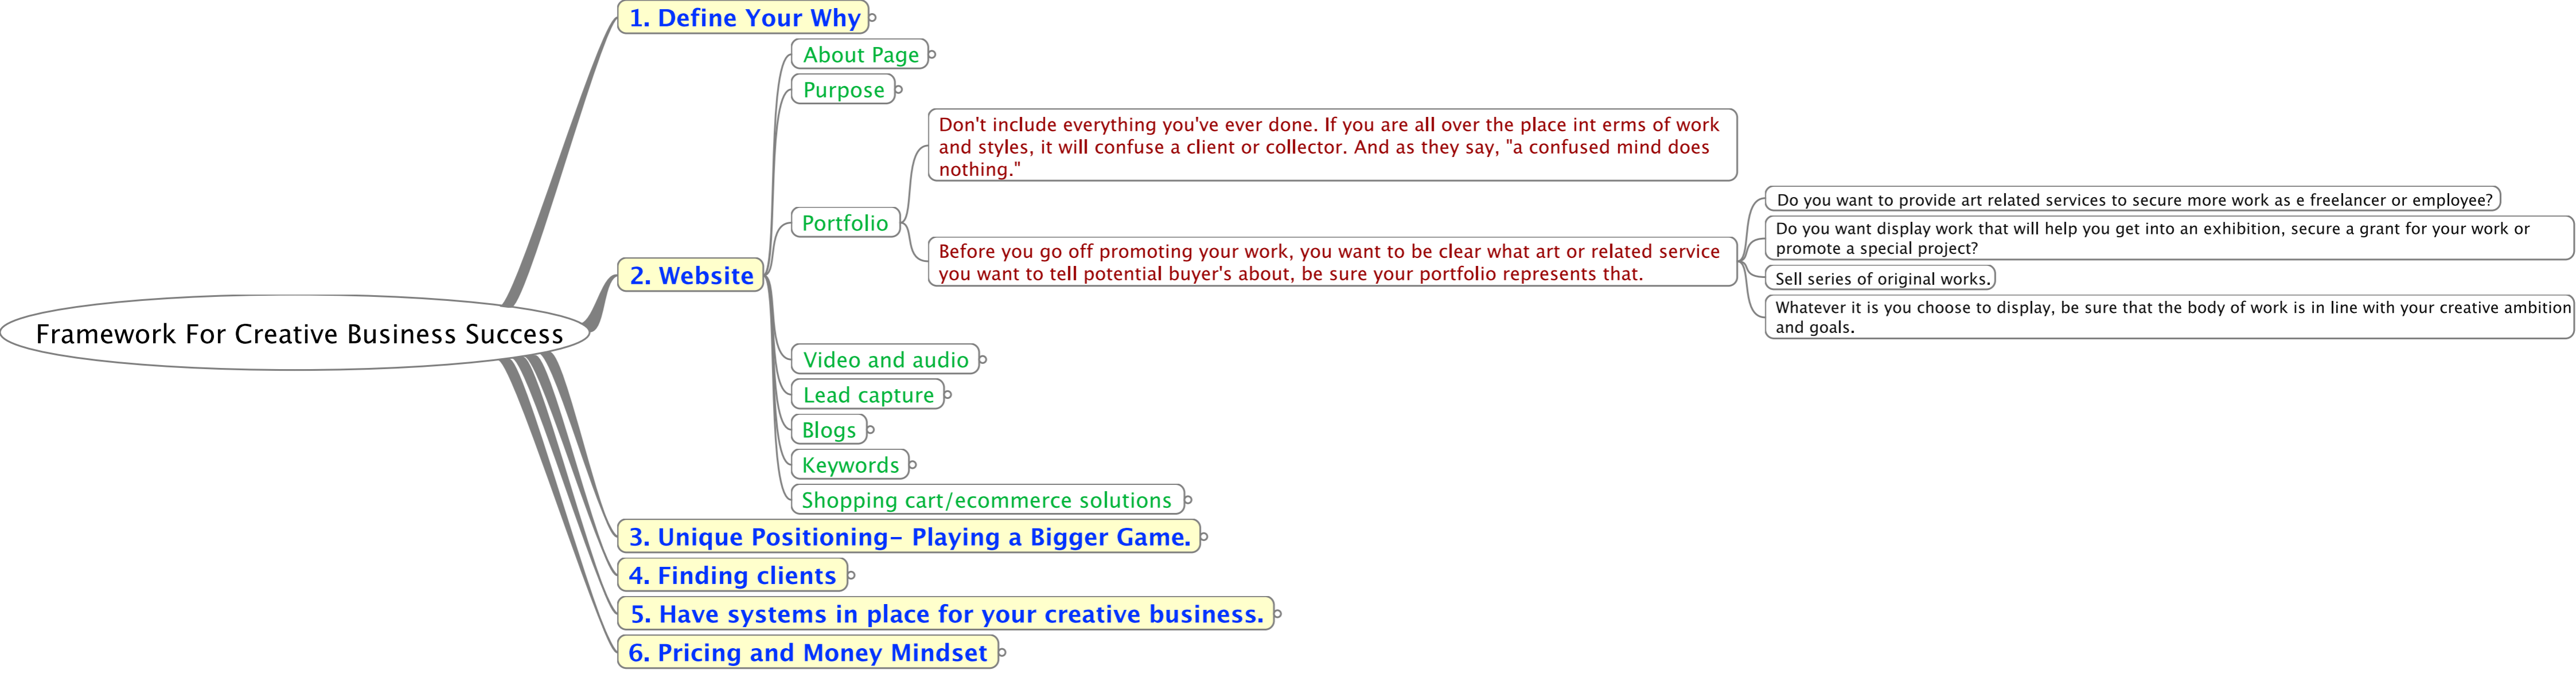 1. Define Your Why
About Page
Purpose
Don't include everything you've ever done. If you are all over the place int erms of work
and styles, it will confuse a client or collector. And as they say, "a confused mind does
nothing."
Portfolio
Before you go off promoting your work, you want to be clear what art or related service
you want to tell potential buyer's about, be sure your portfolio represents that.
Do you want to provide art related services to secure more work as e freelancer or employee?
Do you want display work that will help you get into an exhibition, secure a grant for your work or
promote a special project?
Sell series of original works.
Whatever it is you choose to display, be sure that the body of work is in line with your creative ambition
and goals.
2. Website
Framework For Creative Business Success
Video and audio
Lead capture
Blogs
Keywords
Shopping cart/ecommerce solutions
3. Unique Positioning- Playing a Bigger Game.
4. Finding clients
5. Have systems in place for your creative business.
6. Pricing and Money Mindset